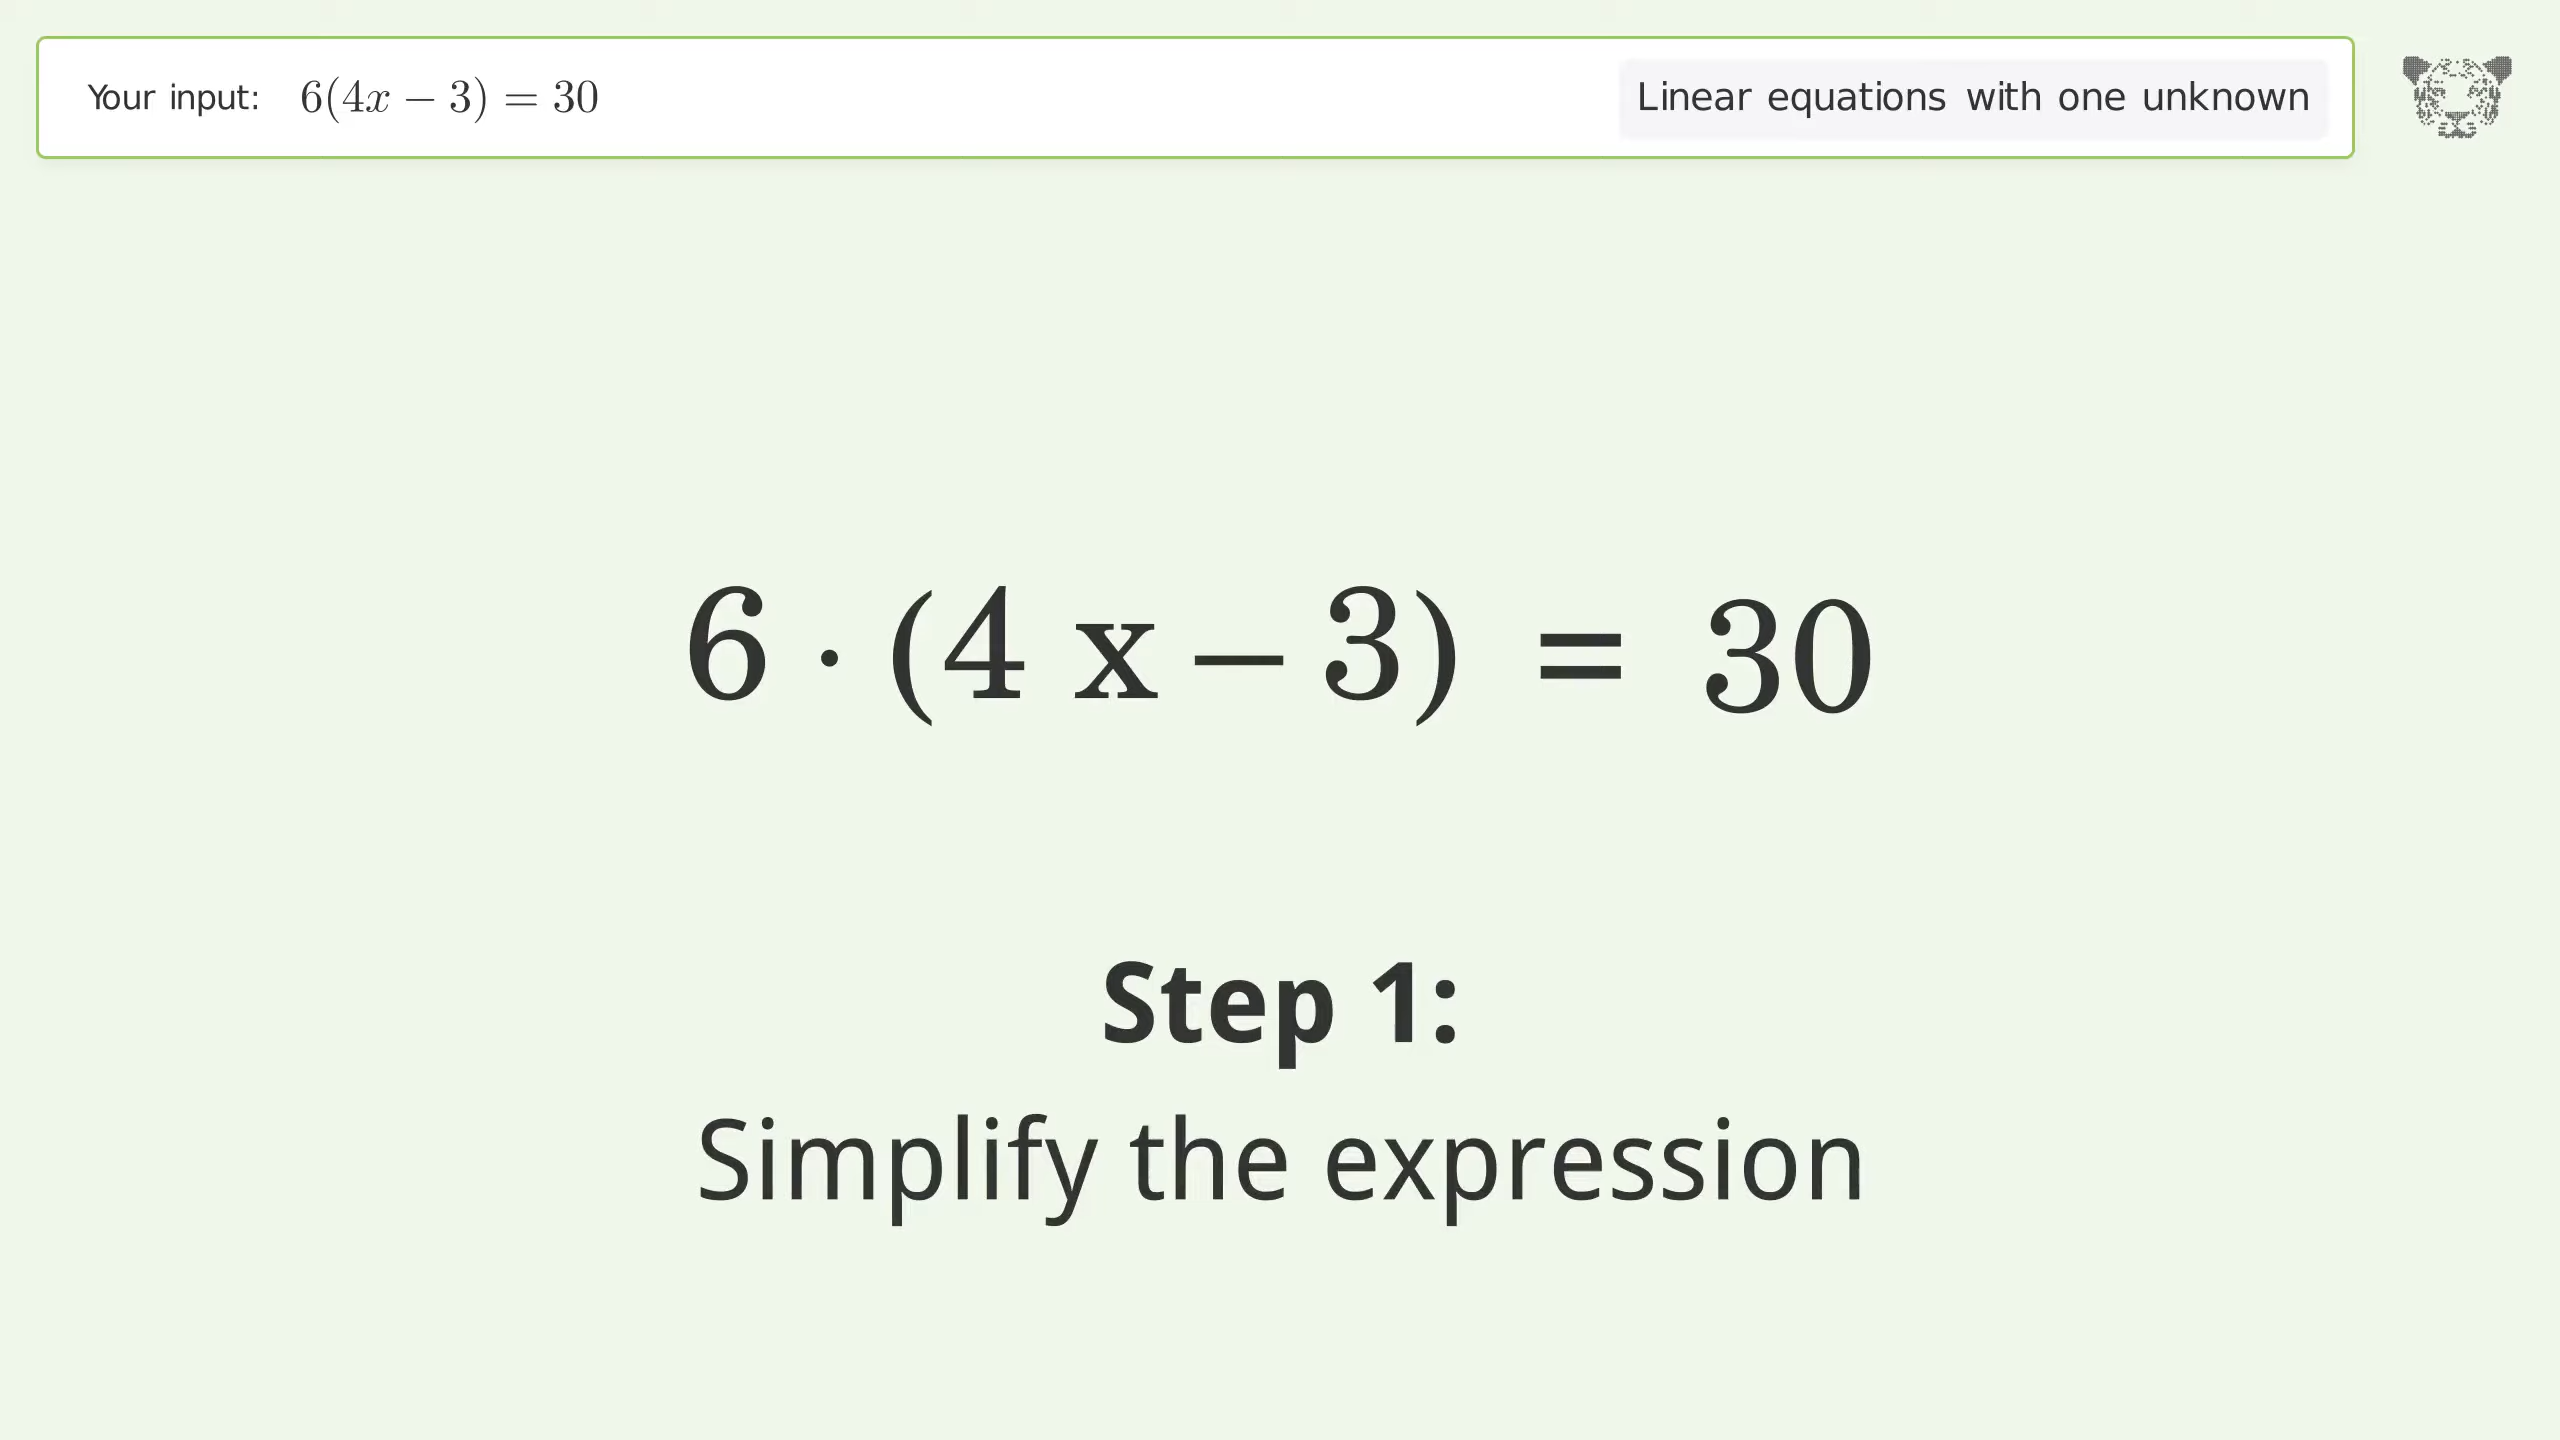 Your input: 6(4x − 3) = 30
Linear equations with one unknown
6 · (4 x − 3) = 30
Step 1:
Simplify the expression